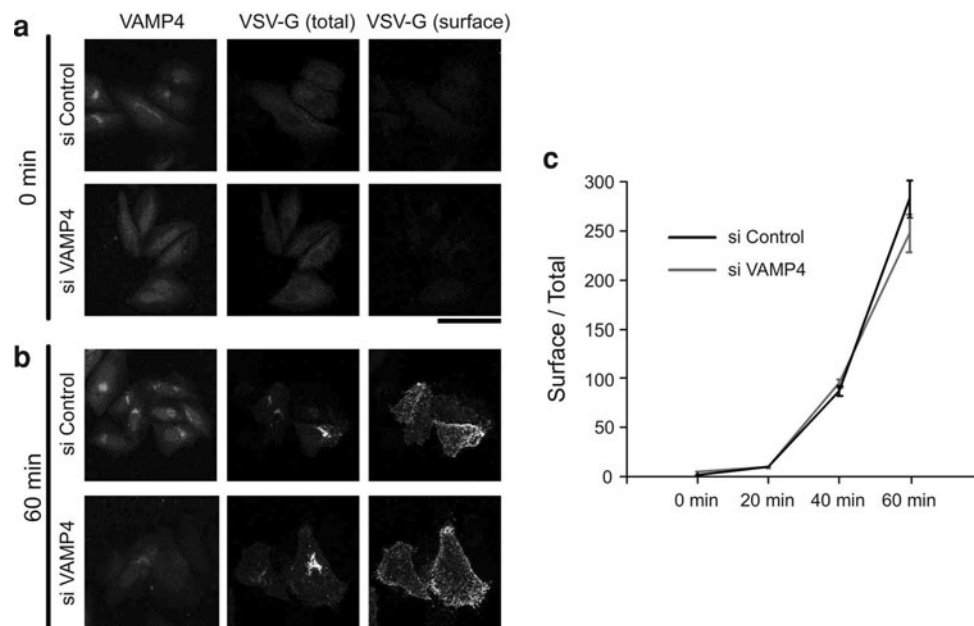 a
VAMP4
VSV-G (total)
VSV-G (surface)
0 min
si Control
si VAMP4
b
60 min
si Control
si VAMP4
c
Surface / Total
300
250
200
150
100
50
0
si Control
si VAMP4
0 min
20 min
40 min
60 min